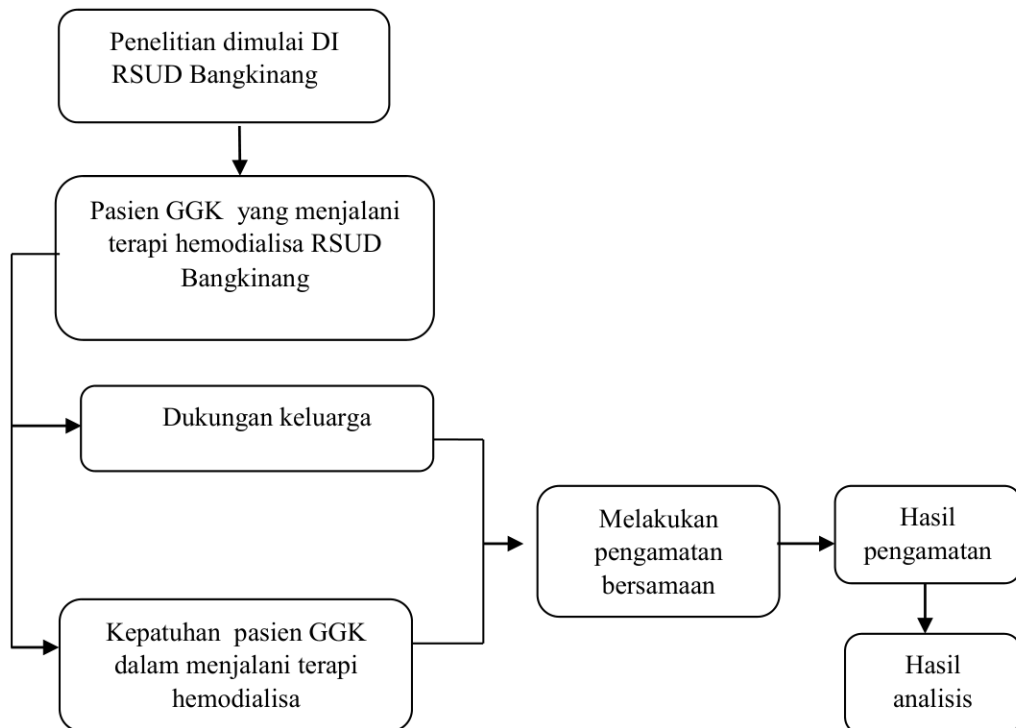 Penelitian dimulai DI
RSUD Bangkinang
Pasien GGK yang menjalani
terapi hemodialisa RSUD
Bangkinang
Dukungan keluarga
Kepatuhan pasien GGK
dalam menjalani terapi
hemodialisa
Melakukan
pengamatan
bersamaan
Hasil
pengamatan
Hasil
analisis